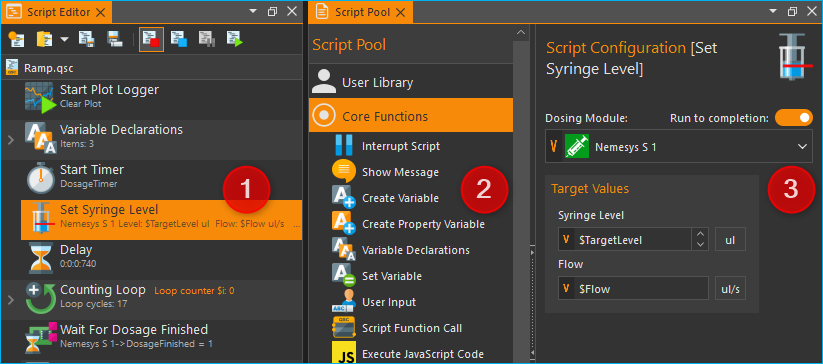 Script Editor
Ramp.qsc
Start Plot Logger
Clear Plot
Variable Declarations
Items: 3
Start Timer
DosageTimer
1
Set Syringe Level
Nemesys S 1 Level: $TargetLevel ul Flow: $Flow ul/s ...
Delay
0:0:0:740
Counting Loop Loop counter $i: 0
Loop cycles: 17
Wait For Dosage Finished
Nemesys S 1->DosageFinished = 1
Script Pool
Script Pool
User Library
Core Functions
Interrupt Script
Show Message
2
Create Variable
Create Property Variable
Variable Declarations
Set Variable
User Input
Script Function Call
JS Execute JavaScript Code
Script Configuration [Set
Syringe Level]
Dosing Module: Run to completion:
V Nemesys S 1
3
Target Values
Syringe Level
V $TargetLevel ul
Flow
V $Flow ul/s